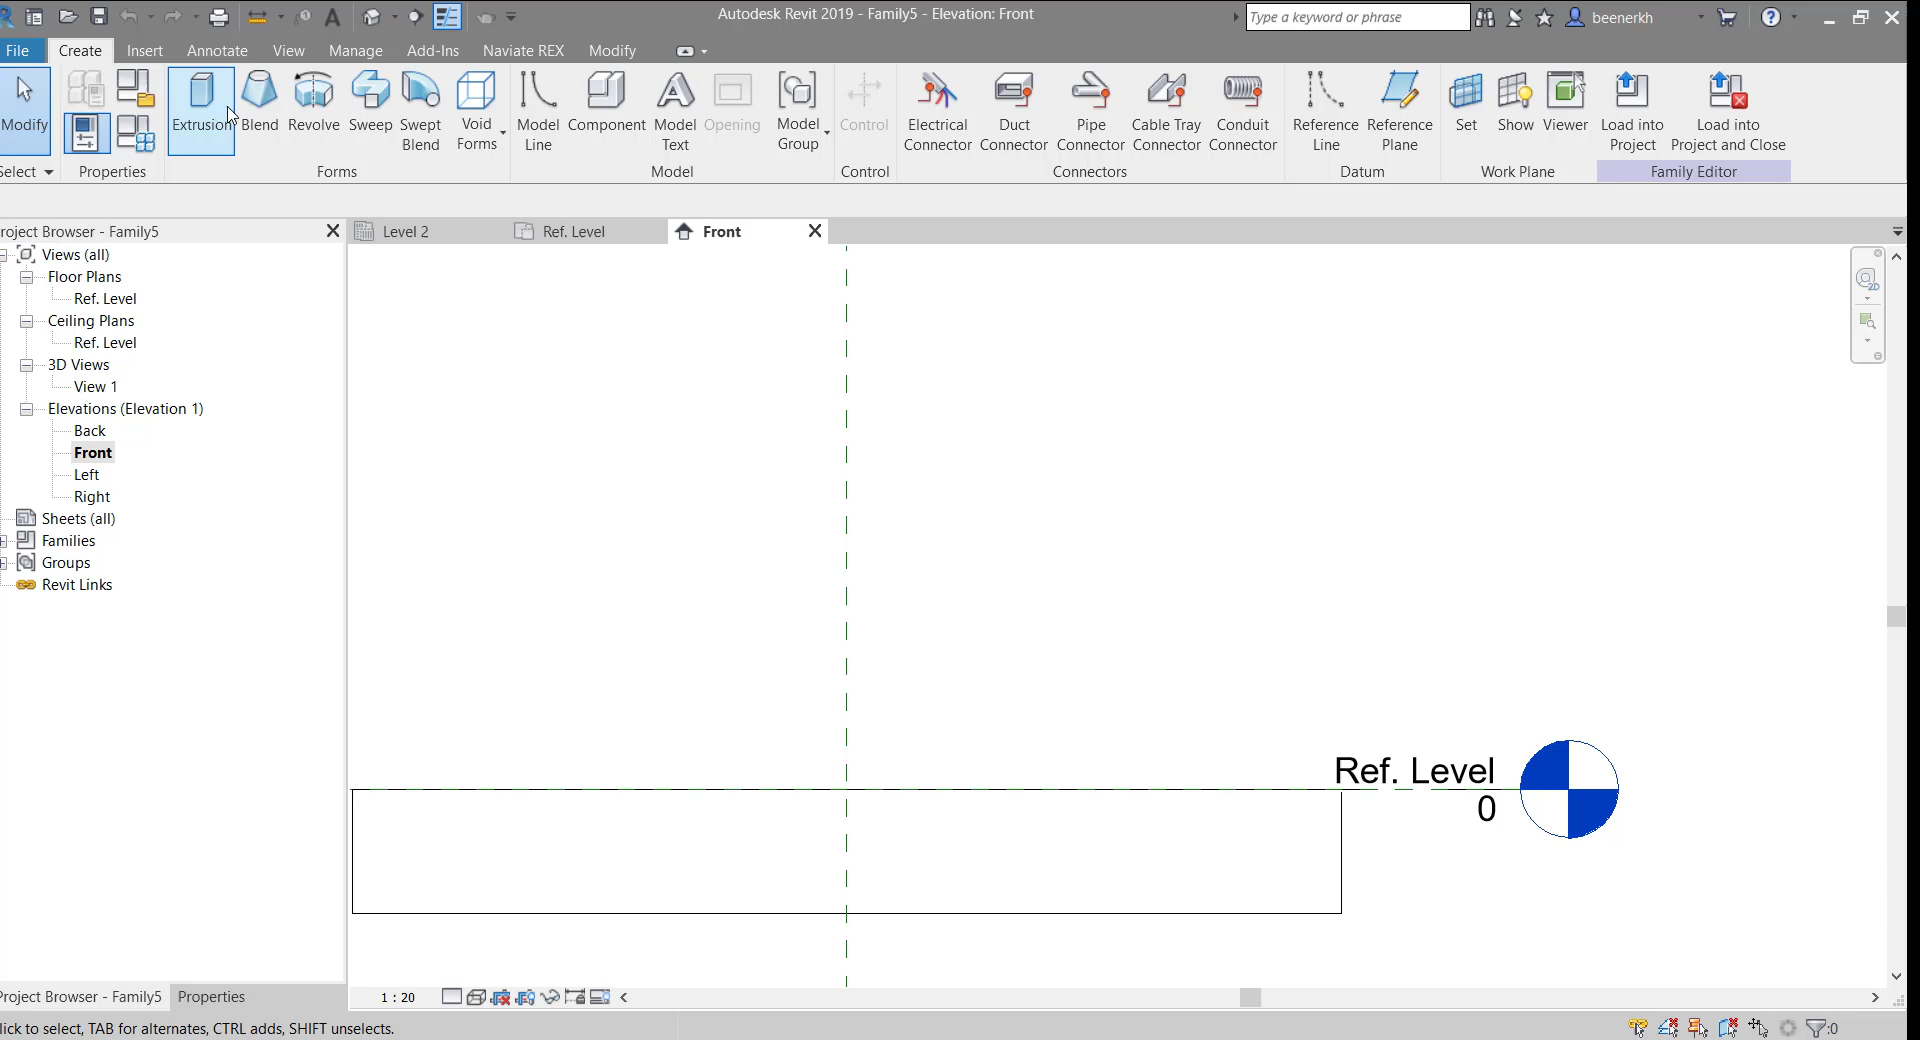 Autodesk Revit 2019 - Family5 - Elevation: Front
Type a keyword or phrase
beenerkh
File
Create
Insert
Annotate
View
Manage
Add-Ins
Naviate REX
Modify
Modify
Extrusion
Blend
Revolve
Sweep
Swept
Blend
Void
Forms
Model
Line
Component
Model
Text
Opening
Model
Group
Control
Electrical
Connector
Duct
Connector
Pipe
Connector
Cable Tray
Connector
Conduit
Connector
Reference
Line
Reference
Plane
Set
Show
Viewer
Load into
Project
Load into
Project and Close
Select
Properties
Forms
Model
Control
Connectors
Datum
Work Plane
Family Editor
roject Browser - Family5
Level 2
Ref. Level
Front
Views (all)
Floor Plans
Ref. Level
Ceiling Plans
Ref. Level
3D Views
View 1
Elevations (Elevation 1)
Back
Front
Left
Right
Sheets (all)
Families
Groups
Revit Links
2D
Ref. Level
0
Project Browser - Family5
Properties
1 : 20
lick to select, TAB for alternates, CTRL adds, SHIFT unselects.
:0